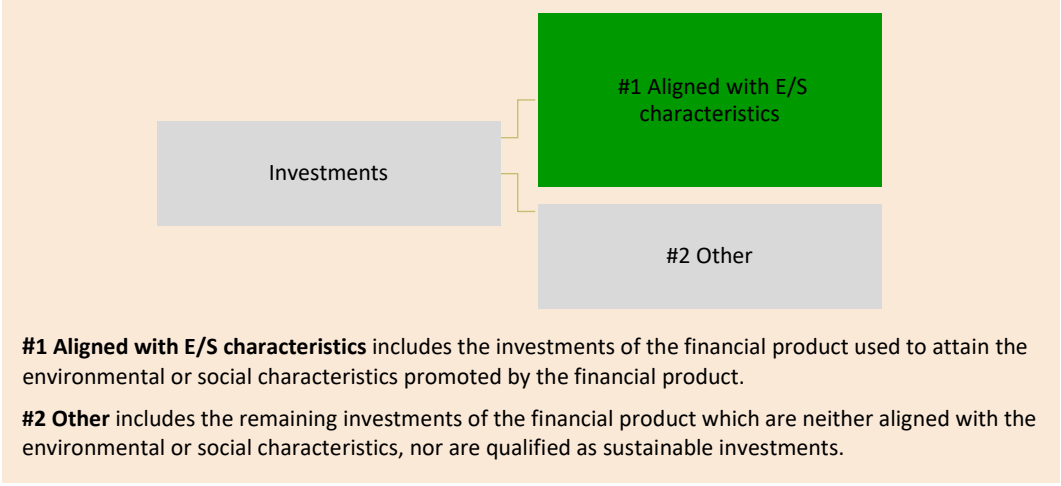 #1 Aligned with E/S
characteristics
Investments
#2 Other
#1 Aligned with E/S characteristics includes the investments of the financial product used to attain the
environmental or social characteristics promoted by the financial product.
#2 Other includes the remaining investments of the financial product which are neither aligned with the
environmental or social characteristics, nor are qualified as sustainable investments.